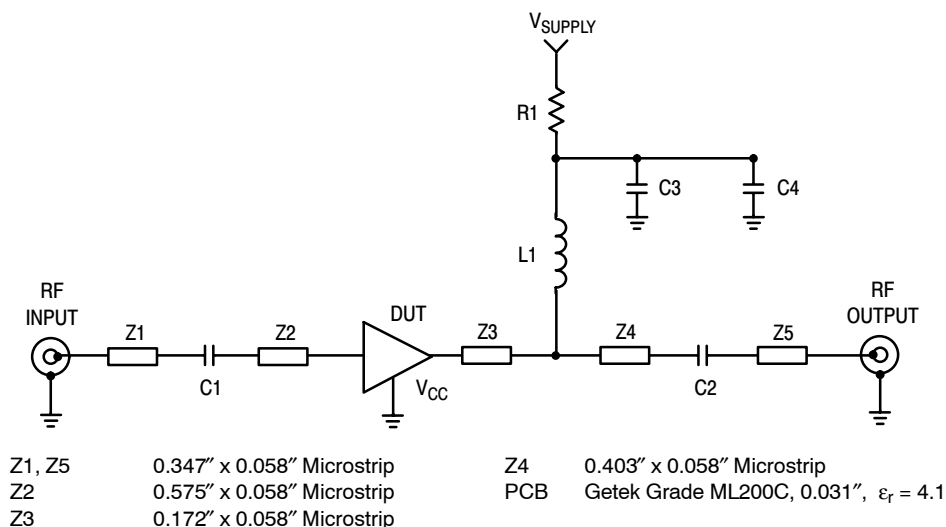 VSUPPLY
R1
C3
C4
L1
RF
INPUT
Z1
C1
Z2
DUT
VCC
Z3
Z4
C2
Z5
RF
OUTPUT
Z1, Z5 0.347″ x 0.058″ Microstrip
Z2 0.575″ x 0.058″ Microstrip
Z3 0.172″ x 0.058″ Microstrip
Z4 0.403″ x 0.058″ Microstrip
PCB Getek Grade ML200C, 0.031″, εr = 4.1